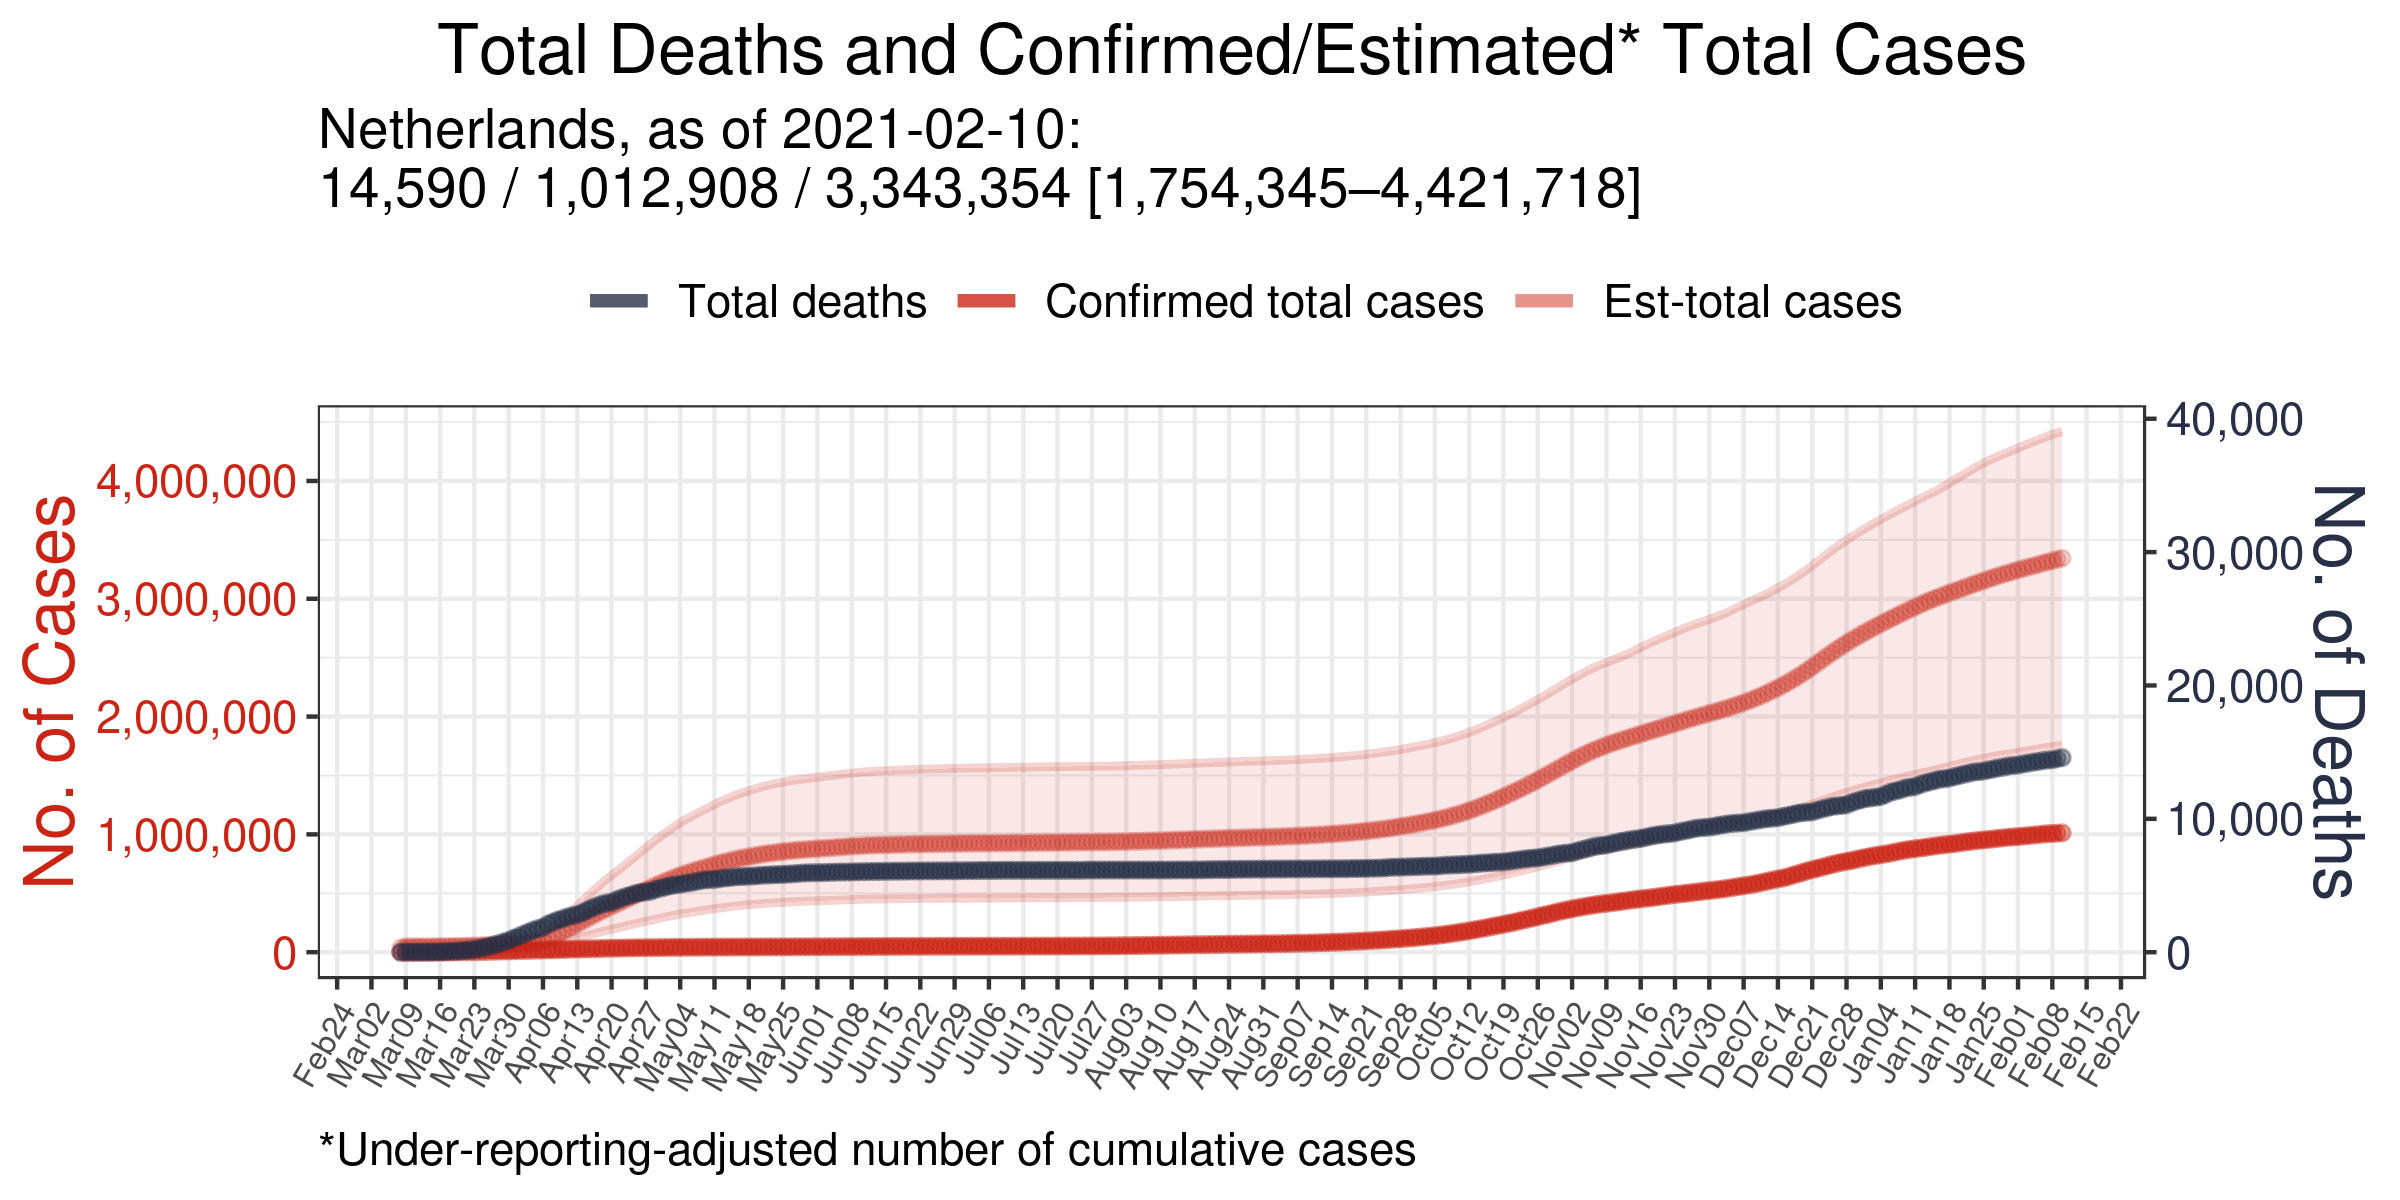 Total Deaths and Confirmed/Estimated* Total Cases
Netherlands, as of 2021-02-10:
14,590 / 1,012,908 / 3,343,354 [1,754,345–4,421,718]
Total deaths
Confirmed total cases
Est-total cases
No. of Cases
4,000,000
3,000,000
2,000,000
1,000,000
0
40,000
30,000
20,000
10,000
0
No. of Deaths
Feb24
Mar02
Mar09
Mar16
Mar23
Mar30
Apr06
Apr13
Apr20
Apr27
May04
May11
May18
May25
Jun01
Jun08
Jun15
Jun22
Jun29
Jul06
Jul13
Jul20
Jul27
Aug03
Aug10
Aug17
Aug24
Aug31
Sep07
Sep14
Sep21
Sep28
Oct05
Oct12
Oct19
Oct26
Nov02
Nov09
Nov16
Nov23
Nov30
Dec07
Dec14
Dec21
Dec28
Jan04
Jan11
Jan18
Jan25
Feb01
Feb08
Feb15
Feb22
*Under-reporting-adjusted number of cumulative cases